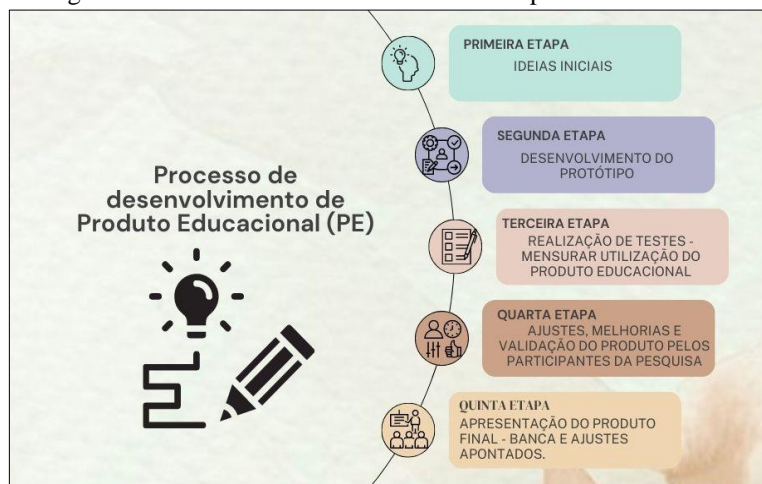 Processo de
desenvolvimento de
Produto Educacional (PE)
PRIMEIRA ETAPA
IDEIAS INICIAIS
SEGUNDA ETAPA
DESENVOLVIMENTO DO
PROTÓTIPO
TERCEIRA ETAPA
REALIZAÇÃO DE TESTES -
MENSURAR UTILIZAÇÃO DO
PRODUTO EDUCACIONAL
QUARTA ETAPA
AJUSTES, MELHORIAS E
VALIDAÇÃO DO PRODUTO PELOS
PARTICIPANTES DA PESQUISA
QUINTA ETAPA
APRESENTAÇÃO DO PRODUTO
FINAL - BANCA E AJUSTES
APONTADOS.